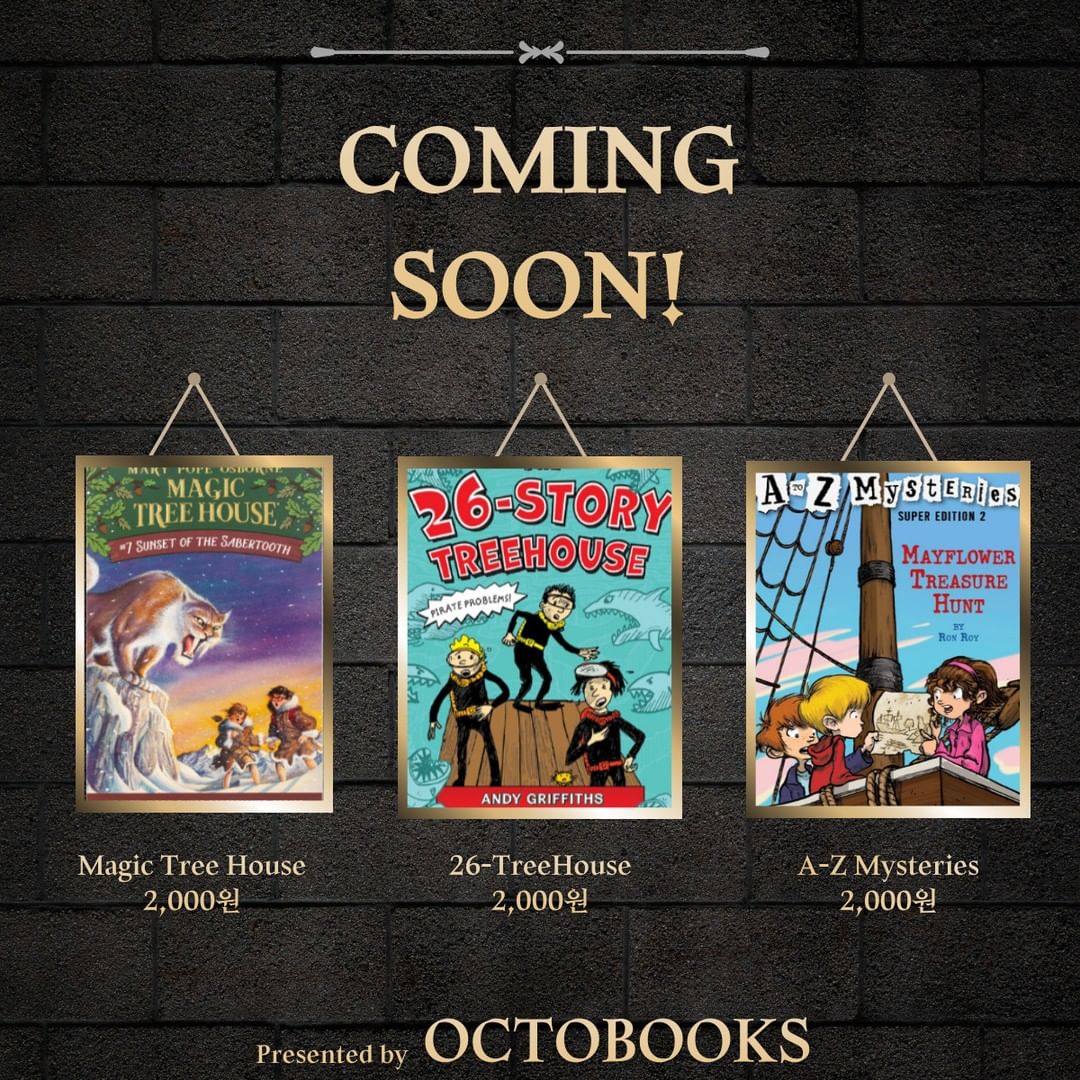 COMING
SOON!
MARY POPE OSBORNE
MAGIC
TREE HOUSE
#7 SUNSET OF THE SABERTOOTH
26-STORY
TREEHOUSE
PIRATE PROBLEMS!
ANDY GRIFFITHS
A TO Z MYSTERIES
SUPER EDITION 2
MAYFLOWER
TREASURE
HUNT
BY
RON ROY
Magic Tree House
2,000원
26-TreeHouse
2,000원
A-Z Mysteries
2,000원
Presented by OCTOBOOKS